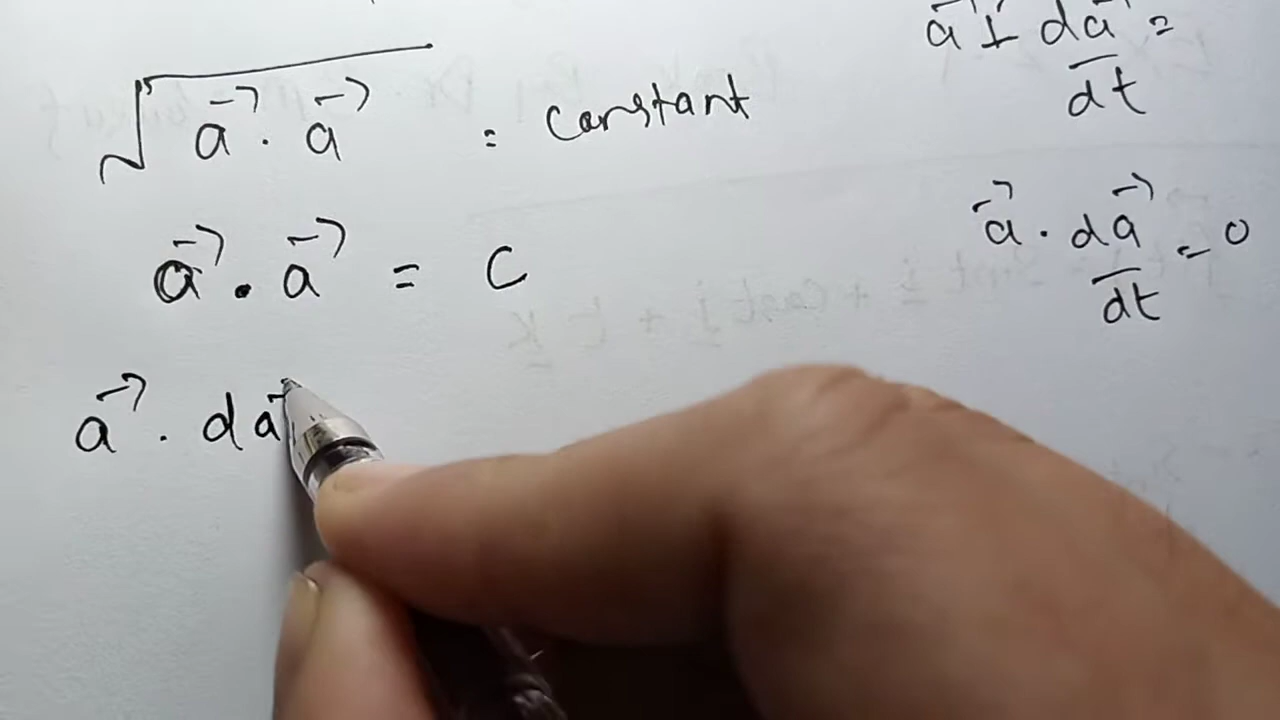 √(a⃗ · a⃗) = constant
a⃗ · a⃗ = C
a⃗ · da⃗
a⃗ ⊥ da⃗/dt =
a⃗ · da⃗/dt = 0